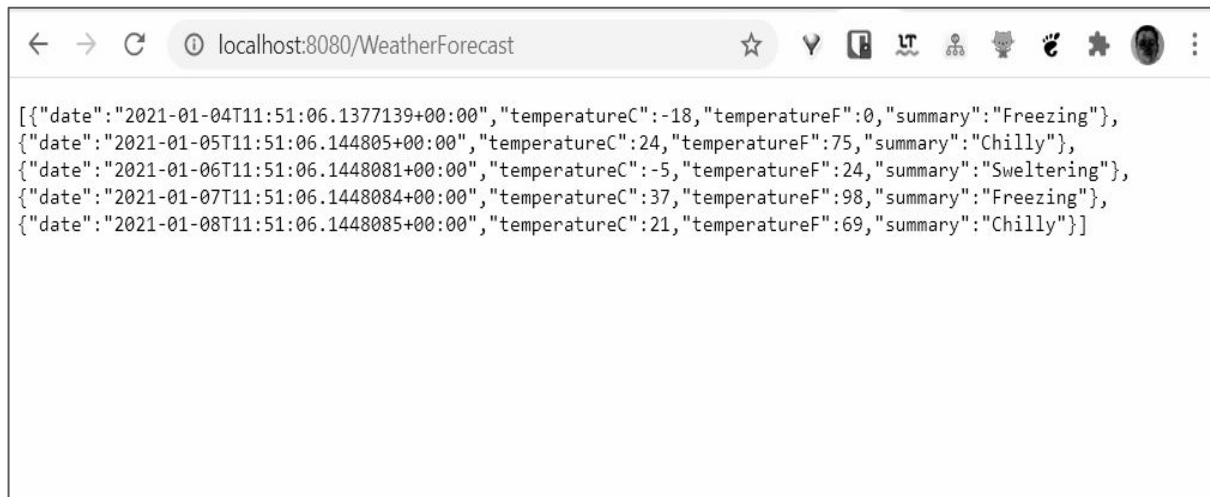 localhost:8080/WeatherForecast
LT
[{"date":"2021-01-04T11:51:06.1377139+00:00","temperatureC":-18,"temperatureF":0,"summary":"Freezing"},
{"date":"2021-01-05T11:51:06.144805+00:00","temperatureC":24,"temperatureF":75,"summary":"Chilly"},
{"date":"2021-01-06T11:51:06.1448081+00:00","temperatureC":-5,"temperatureF":24,"summary":"Sweltering"},
{"date":"2021-01-07T11:51:06.1448084+00:00","temperatureC":37,"temperatureF":98,"summary":"Freezing"},
{"date":"2021-01-08T11:51:06.1448085+00:00","temperatureC":21,"temperatureF":69,"summary":"Chilly"}]